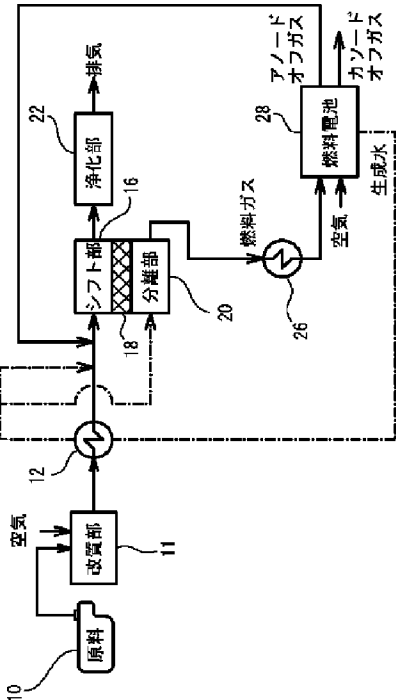 10
原料
空気
改質部
11
12
シフト部
16
18
分離部
20
浄化部
22
排気
燃料ガス
26
空気
燃料電池
28
生成水
アノード
オフガス
カソード
オフガス